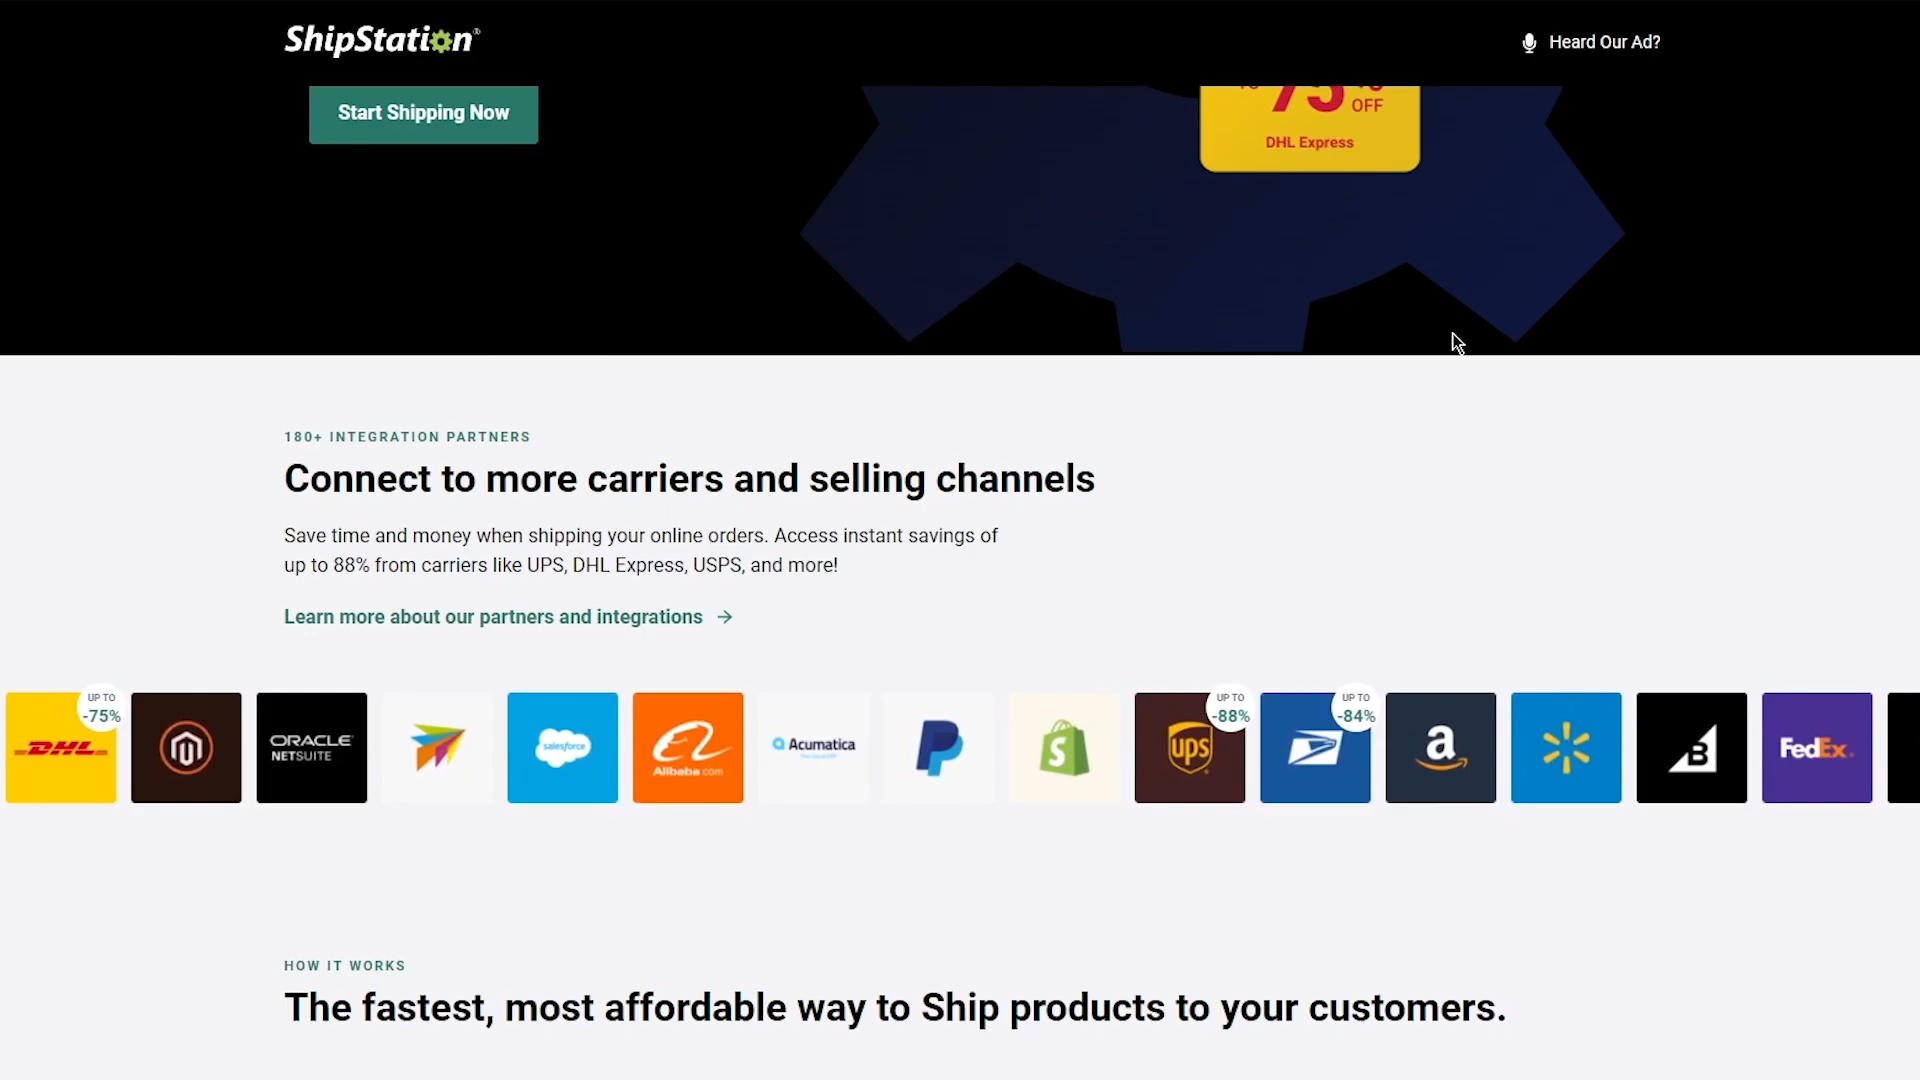 ShipStation®
Heard Our Ad?
Start Shipping Now
75%
OFF
DHL Express
180+ INTEGRATION PARTNERS
Connect to more carriers and selling channels
Save time and money when shipping your online orders. Access instant savings of
up to 88% from carriers like UPS, DHL Express, USPS, and more!
Learn more about our partners and integrations →
UP TO
-75%
DHL
ORACLE
NETSUITE
salesforce
Alibaba.com
Acumatica
UP TO
-88%
ups
UP TO
-84%
a
B
FedEx
HOW IT WORKS
The fastest, most affordable way to Ship products to your customers.